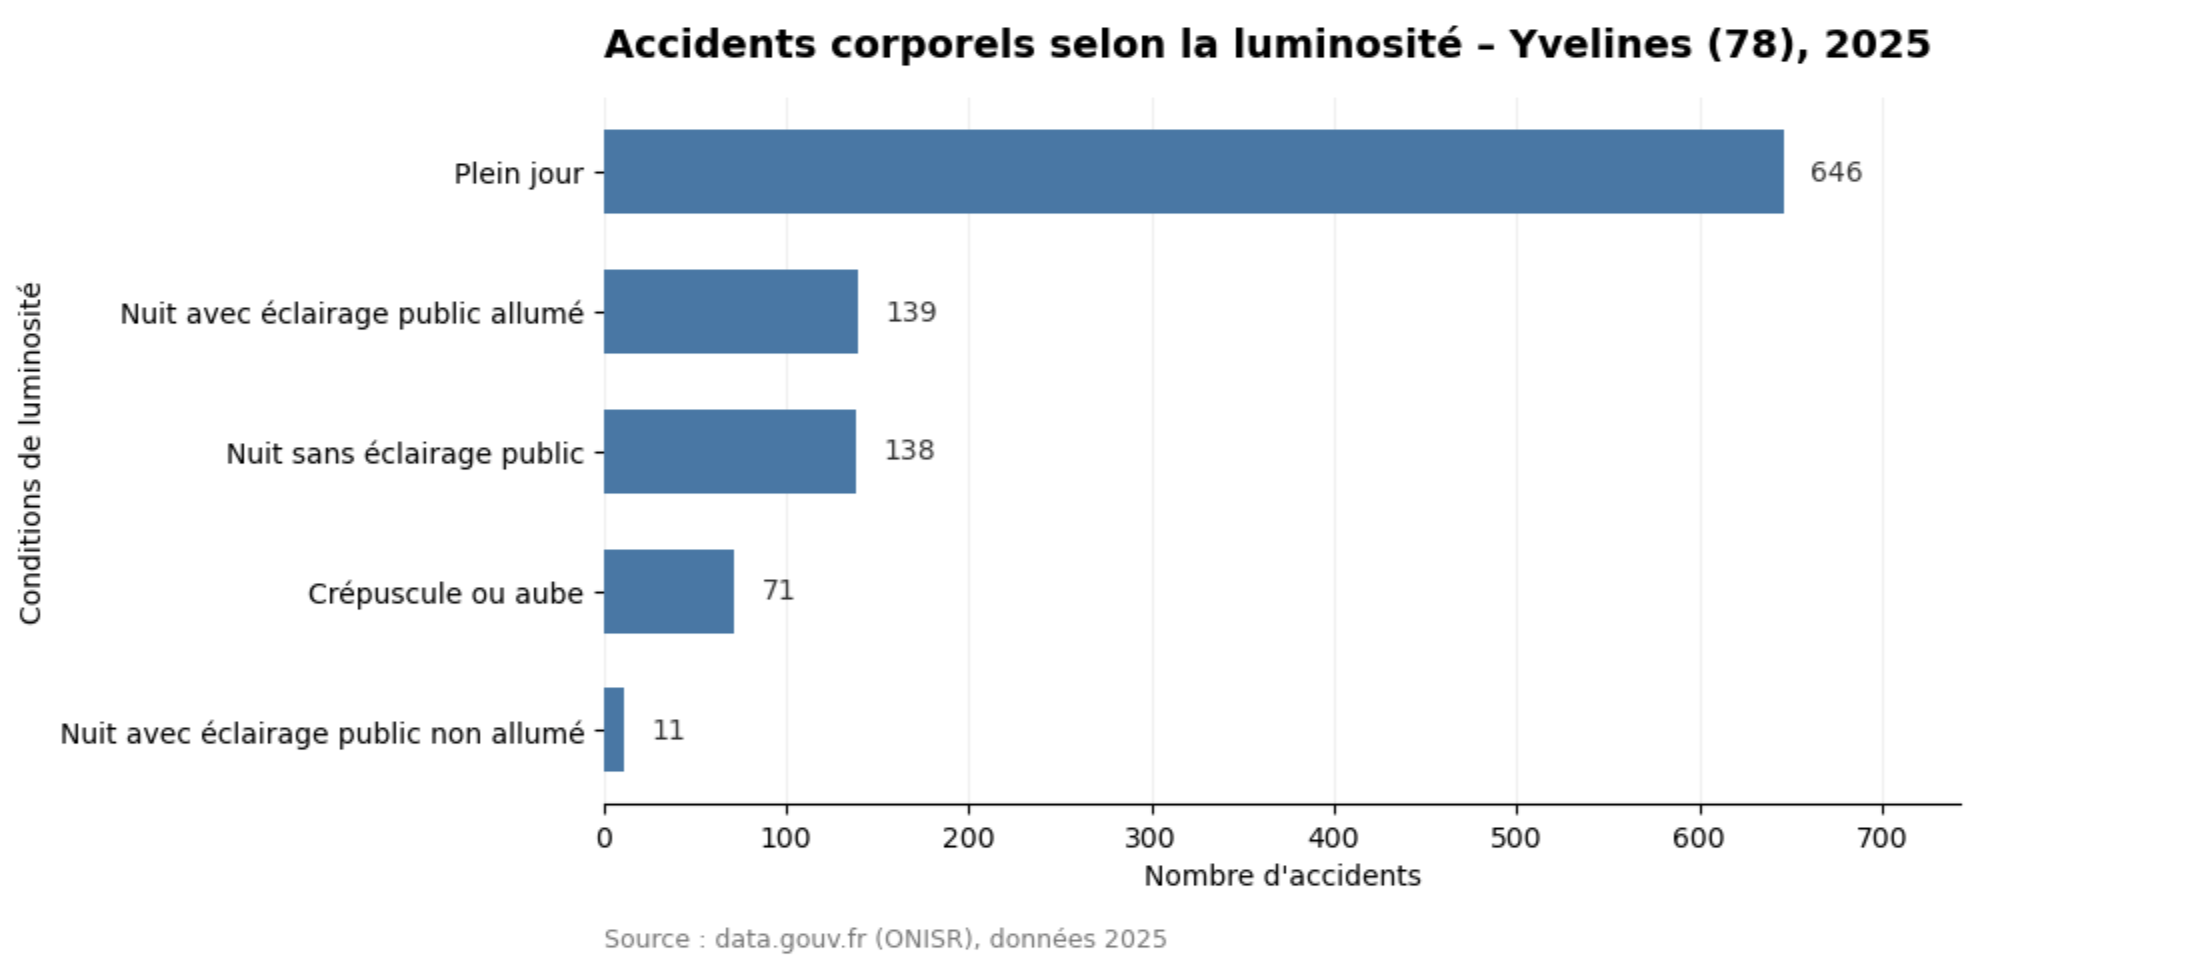 Accidents corporels selon la luminosité – Yvelines (78), 2025
Conditions de luminosité
Plein jour
646
Nuit avec éclairage public allumé
139
Nuit sans éclairage public
138
Crépuscule ou aube
71
Nuit avec éclairage public non allumé
11
0 100 200 300 400 500 600 700
Nombre d'accidents
Source : data.gouv.fr (ONISR), données 2025